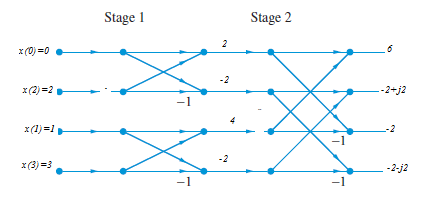 Stage 1 Stage 2
x(0)=0 2 6
x(2)=2 -2 -2+j2
-1
x(1)=1 4 -2
-1
x(3)=3 -2 -2-j2
-1 -1